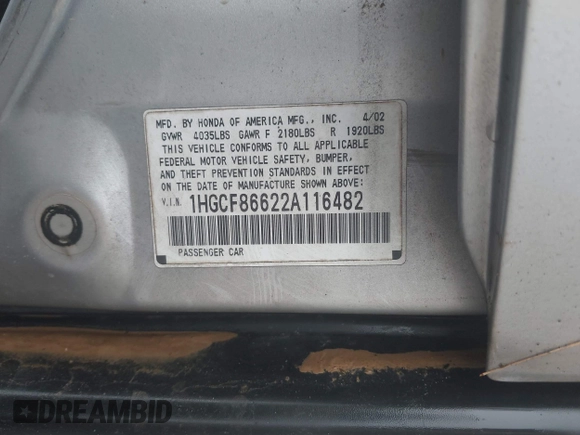 MFD. BY HONDA OF AMERICA MFG., INC. 4/02
GVWR 4035LBS GAWR F 2180LBS R 1920LBS
THIS VEHICLE CONFORMS TO ALL APPLICABLE
FEDERAL MOTOR VEHICLE SAFETY, BUMPER,
AND THEFT PREVENTION STANDARDS IN EFFECT
ON THE DATE OF MANUFACTURE SHOWN ABOVE:
V.I.N. 1HGCF86622A116482
PASSENGER CAR
DREAMBID